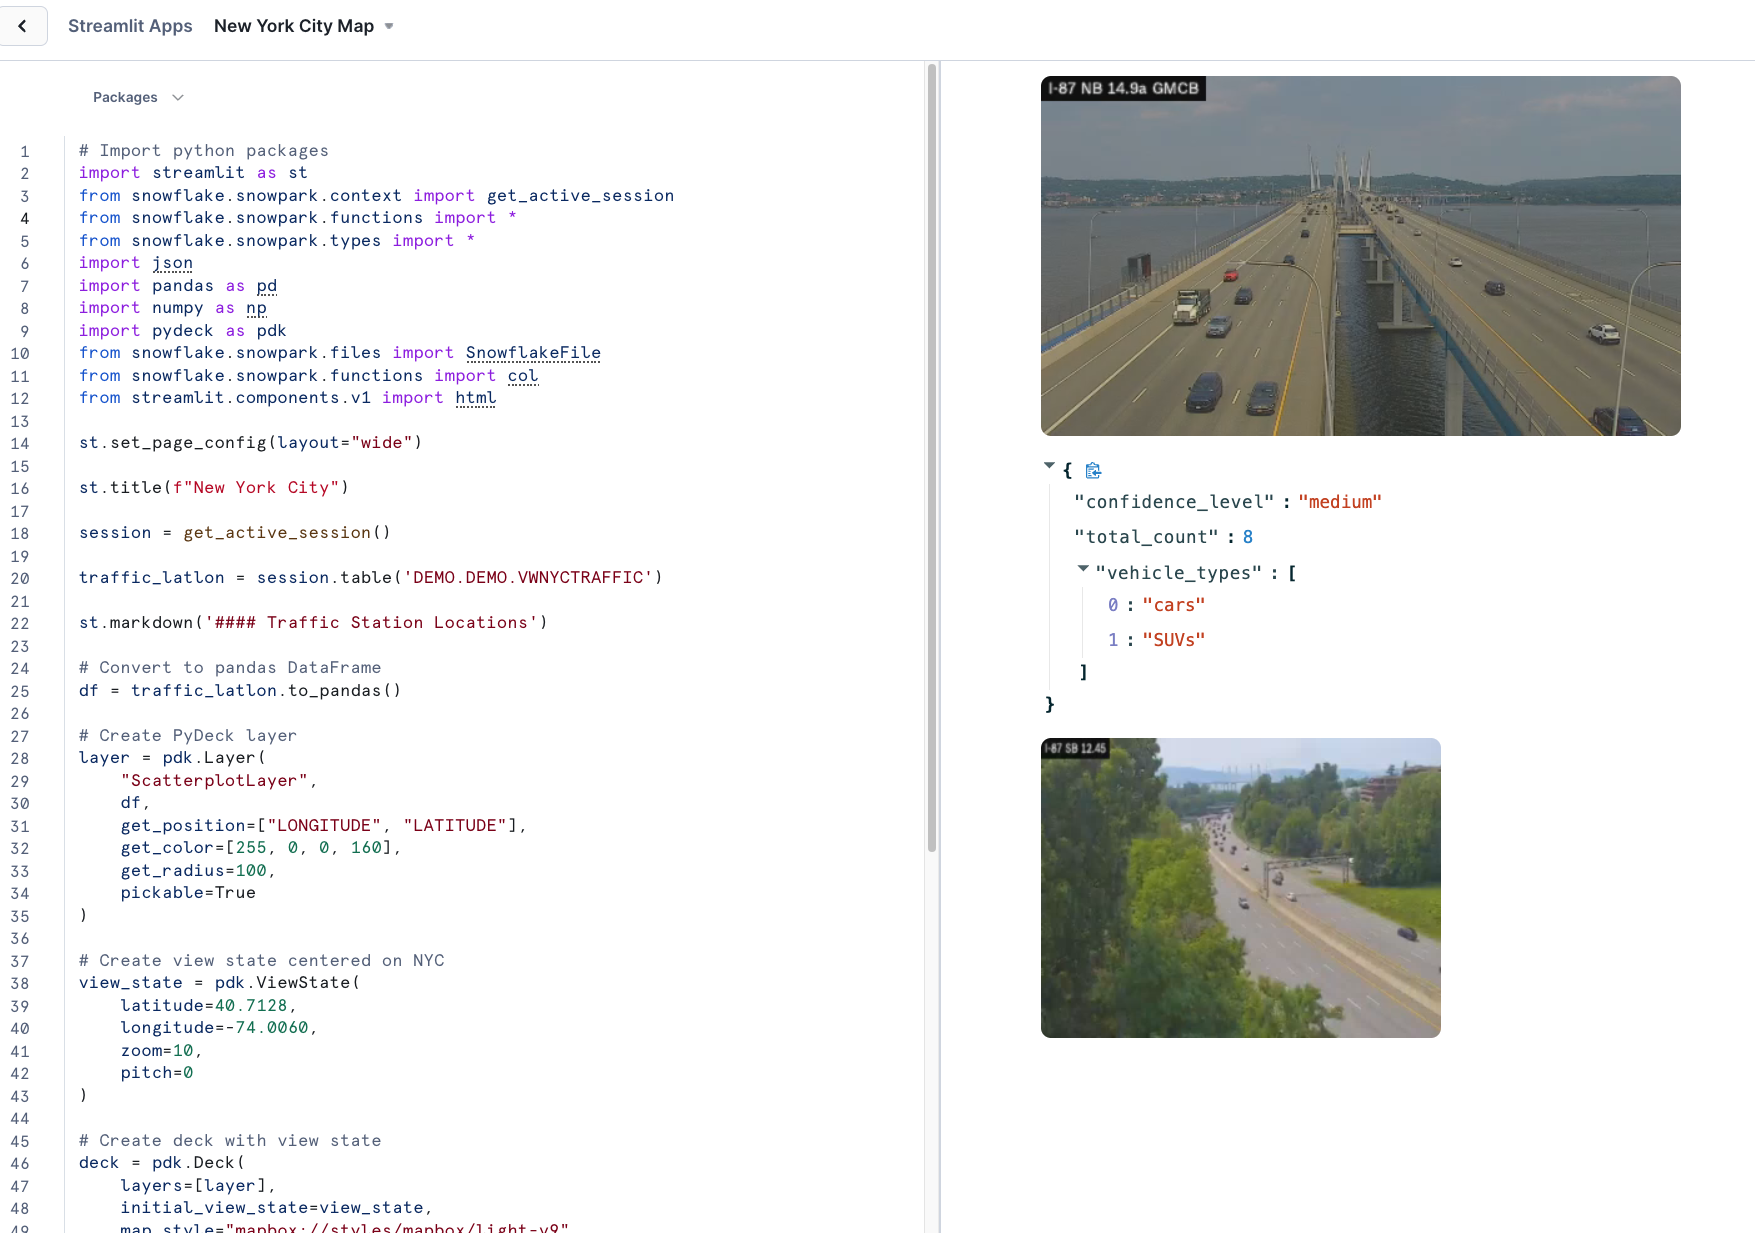 Streamlit Apps New York City Map
Packages
1 # Import python packages
2 import streamlit as st
3 from snowflake.snowpark.context import get_active_session
4 from snowflake.snowpark.functions import *
5 from snowflake.snowpark.types import *
6 import json
7 import pandas as pd
8 import numpy as np
9 import pydeck as pdk
10 from snowflake.snowpark.files import SnowflakeFile
11 from snowflake.snowpark.functions import col
12 from streamlit.components.v1 import html
13
14 st.set_page_config(layout="wide")
15
16 st.title(f"New York City")
17
18 session = get_active_session()
19
20 traffic_latlon = session.table('DEMO.DEMO.VWNYCTRAFFIC')
21
22 st.markdown('#### Traffic Station Locations')
23
24 # Convert to pandas DataFrame
25 df = traffic_latlon.to_pandas()
26
27 # Create PyDeck layer
28 layer = pdk.Layer(
29 "ScatterplotLayer",
30 df,
31 get_position=["LONGITUDE", "LATITUDE"],
32 get_color=[255, 0, 0, 160],
33 get_radius=100,
34 pickable=True
35 )
36
37 # Create view state centered on NYC
38 view_state = pdk.ViewState(
39 latitude=40.7128,
40 longitude=-74.0060,
41 zoom=10,
42 pitch=0
43 )
44
45 # Create deck with view state
46 deck = pdk.Deck(
47 layers=[layer],
48 initial_view_state=view_state,
49 map_style="mapbox://styles/mapbox/light-v9"
I-87 NB 14.9a GMCB
{
"confidence_level" : "medium"
"total_count" : 8
"vehicle_types" : [
0 : "cars"
1 : "SUVs"
]
}
I-87 SB 12.45